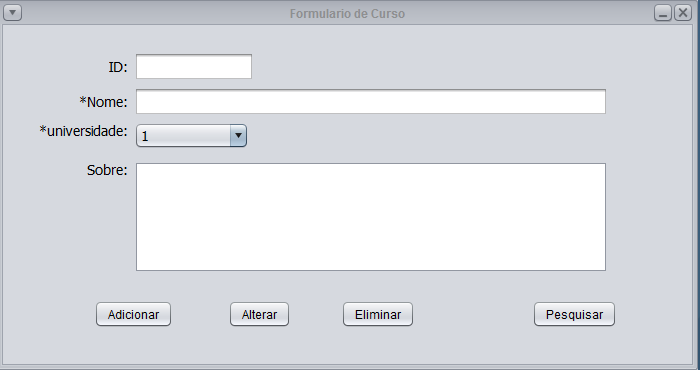 Formulario de Curso
ID:
*Nome:
*universidade:
1
Sobre:
Adicionar Alterar Eliminar Pesquisar